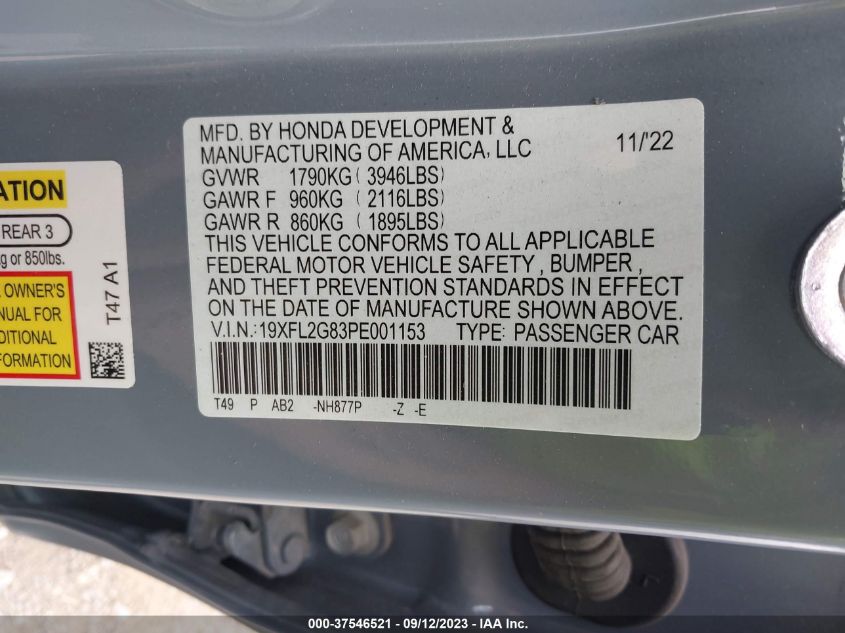 MFD. BY HONDA DEVELOPMENT &
MANUFACTURING OF AMERICA, LLC 11/'22
GVWR 1790KG ( 3946LBS)
GAWR F 960KG ( 2116LBS)
GAWR R 860KG ( 1895LBS)
THIS VEHICLE CONFORMS TO ALL APPLICABLE
FEDERAL MOTOR VEHICLE SAFETY , BUMPER ,
AND THEFT PREVENTION STANDARDS IN EFFECT
ON THE DATE OF MANUFACTURE SHOWN ABOVE.
V.I.N.: 19XFL2G83PE001153 TYPE: PASSENGER CAR
T49 P AB2 -NH877P -Z -E
REAR 3
or 850lbs.
OWNER'S
FOR
T47 A1
000-37546521 - 09/12/2023 - IAA Inc.